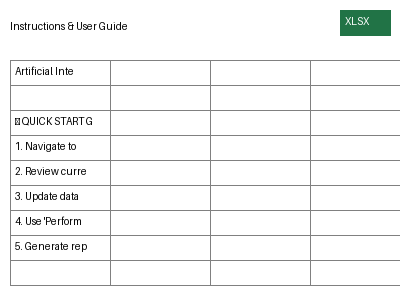 Instructions & User Guide
XLSX
Artificial Inte
QUICK START G
1. Navigate to
2. Review curre
3. Update data
4. Use 'Perform
5. Generate rep